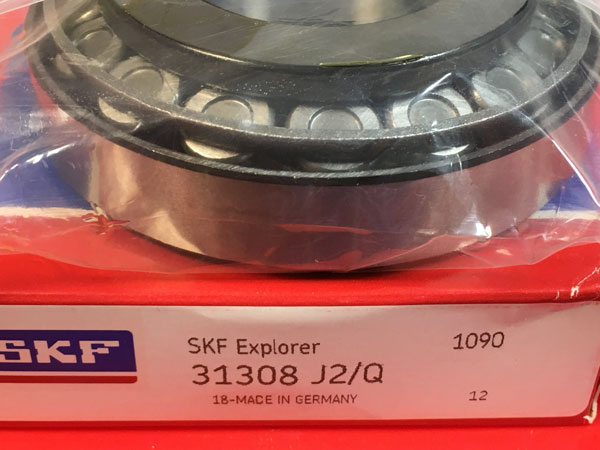 SKF
SKF Explorer 1090
31308 J2/Q
18-MADE IN GERMANY 12